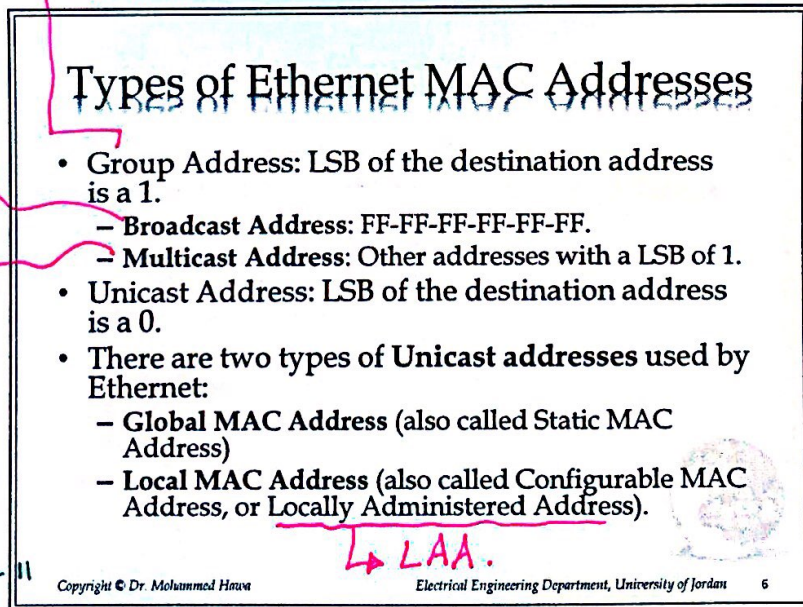 Types of Ethernet MAC Addresses
• Group Address: LSB of the destination address
is a 1.
– Broadcast Address: FF-FF-FF-FF-FF-FF.
– Multicast Address: Other addresses with a LSB of 1.
• Unicast Address: LSB of the destination address
is a 0.
• There are two types of Unicast addresses used by
Ethernet:
– Global MAC Address (also called Static MAC
Address)
– Local MAC Address (also called Configurable MAC
Address, or Locally Administered Address).
↳ LAA.
Copyright © Dr. Mohammed Hawa
Electrical Engineering Department, University of Jordan 6